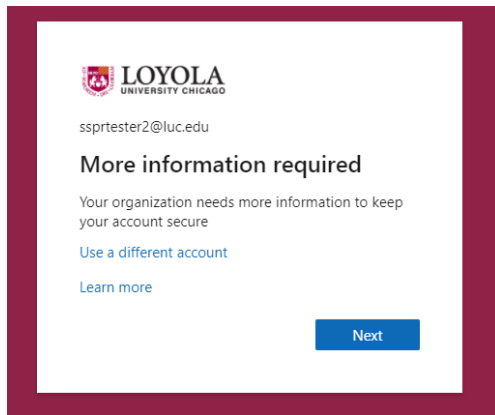 LOYOLA
UNIVERSITY CHICAGO
ssprtester2@luc.edu
More information required
Your organization needs more information to keep
your account secure
Use a different account
Learn more
Next